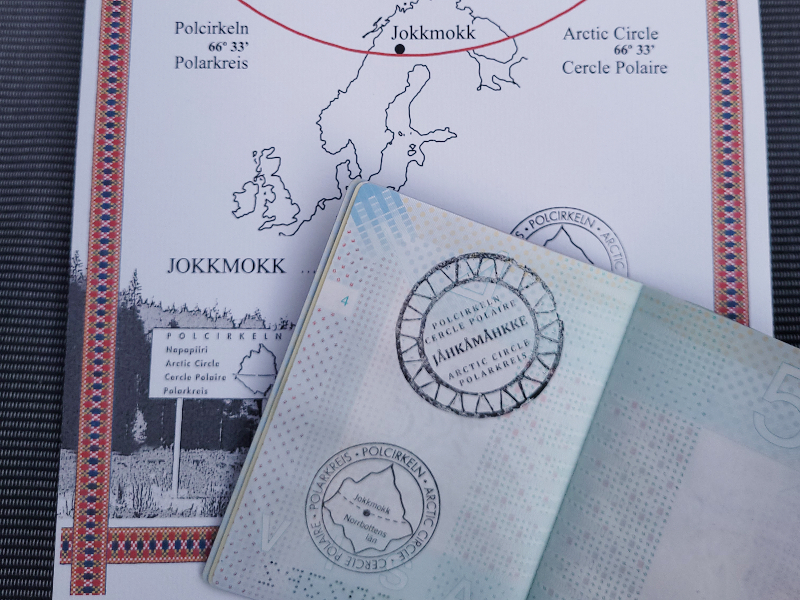 Polcirkeln
66° 33'
Polarkreis
Jokkmokk
Arctic Circle
66° 33'
Cercle Polaire
JOKKMOKK ...
POLCIRKELN
Napapiiri
Arctic Circle
Cercle Polaire
Polarkreis
POLCIRKELN · ARCTIC
4
POLCIRKELN
CERCLE POLAIRE
JÅHKÅMÅHKKE
ARCTIC CIRCLE
POLARKREIS
5
POLARKREIS · POLCIRKELN · ARCTIC CIRCLE · CERCLE POLAIRE ·
Jokkmokk
Norrbottens
län